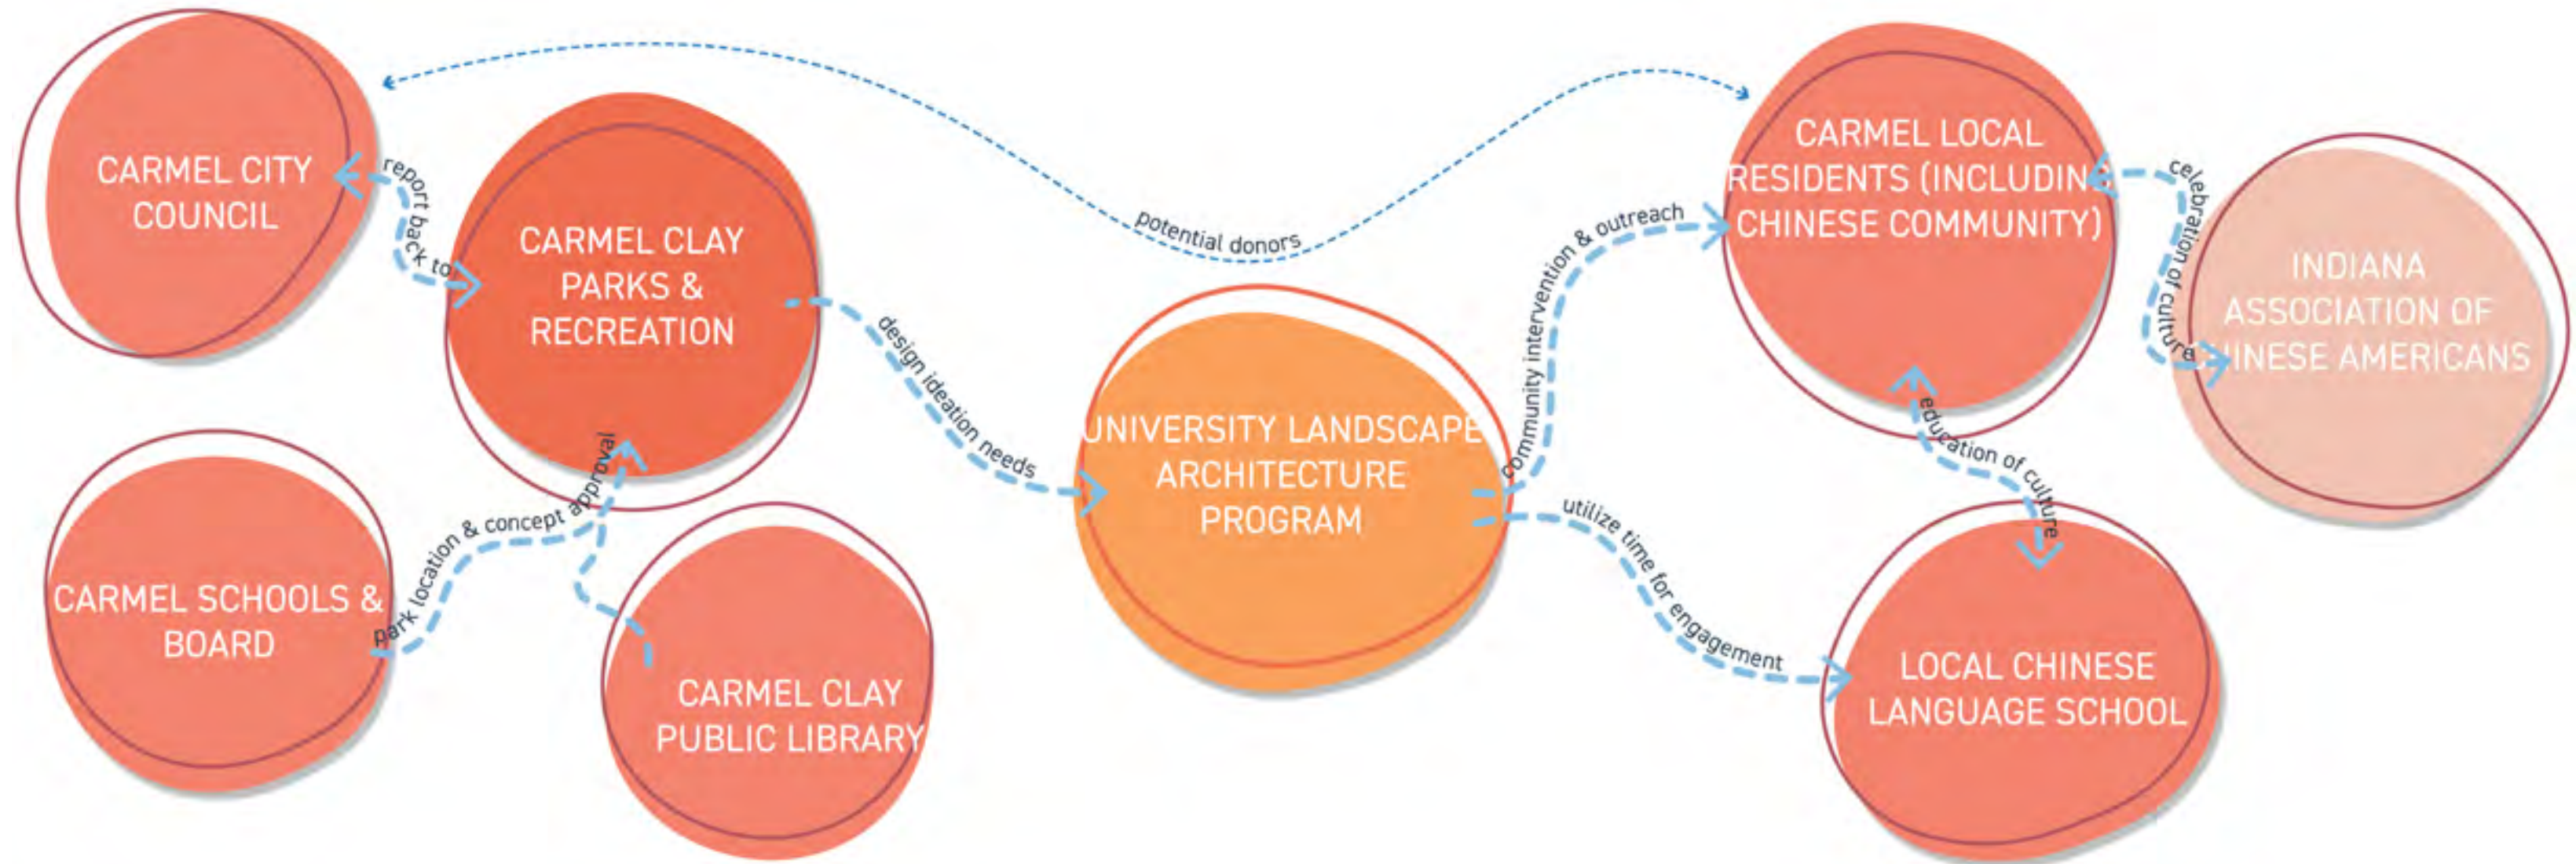 CARMEL CITY
COUNCIL
report back to
CARMEL CLAY
PARKS &
RECREATION
potential donors
design ideation needs
CARMEL SCHOOLS &
BOARD
park location & concept approval
CARMEL CLAY
PUBLIC LIBRARY
UNIVERSITY LANDSCAPE
ARCHITECTURE
PROGRAM
community intervention & outreach
utilize time for engagement
CARMEL LOCAL
RESIDENTS (INCLUDIN
CHINESE COMMUNITY)
celebration of culture
INDIANA
ASSOCIATION OF
INESE AMERICANS
education of culture
LOCAL CHINESE
LANGUAGE SCHOOL